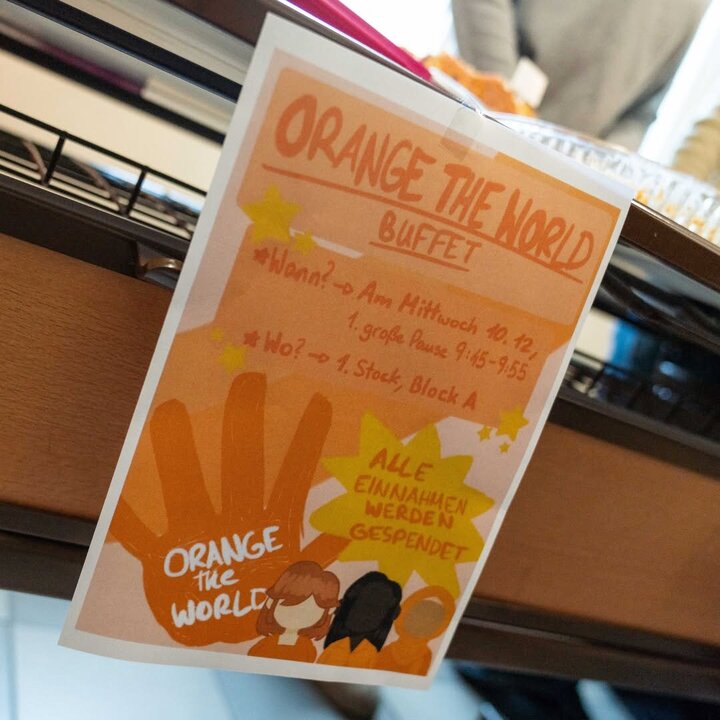 ORANGE THE WORLD
BUFFET
*Wann? → Am Mittwoch 10.12,
1. große Pause 9:45-9:55
*Wo? → 1. Stock, Block A
ALLE
EINNAHMEN
WERDEN
GESPENDET
ORANGE
the
WORLD